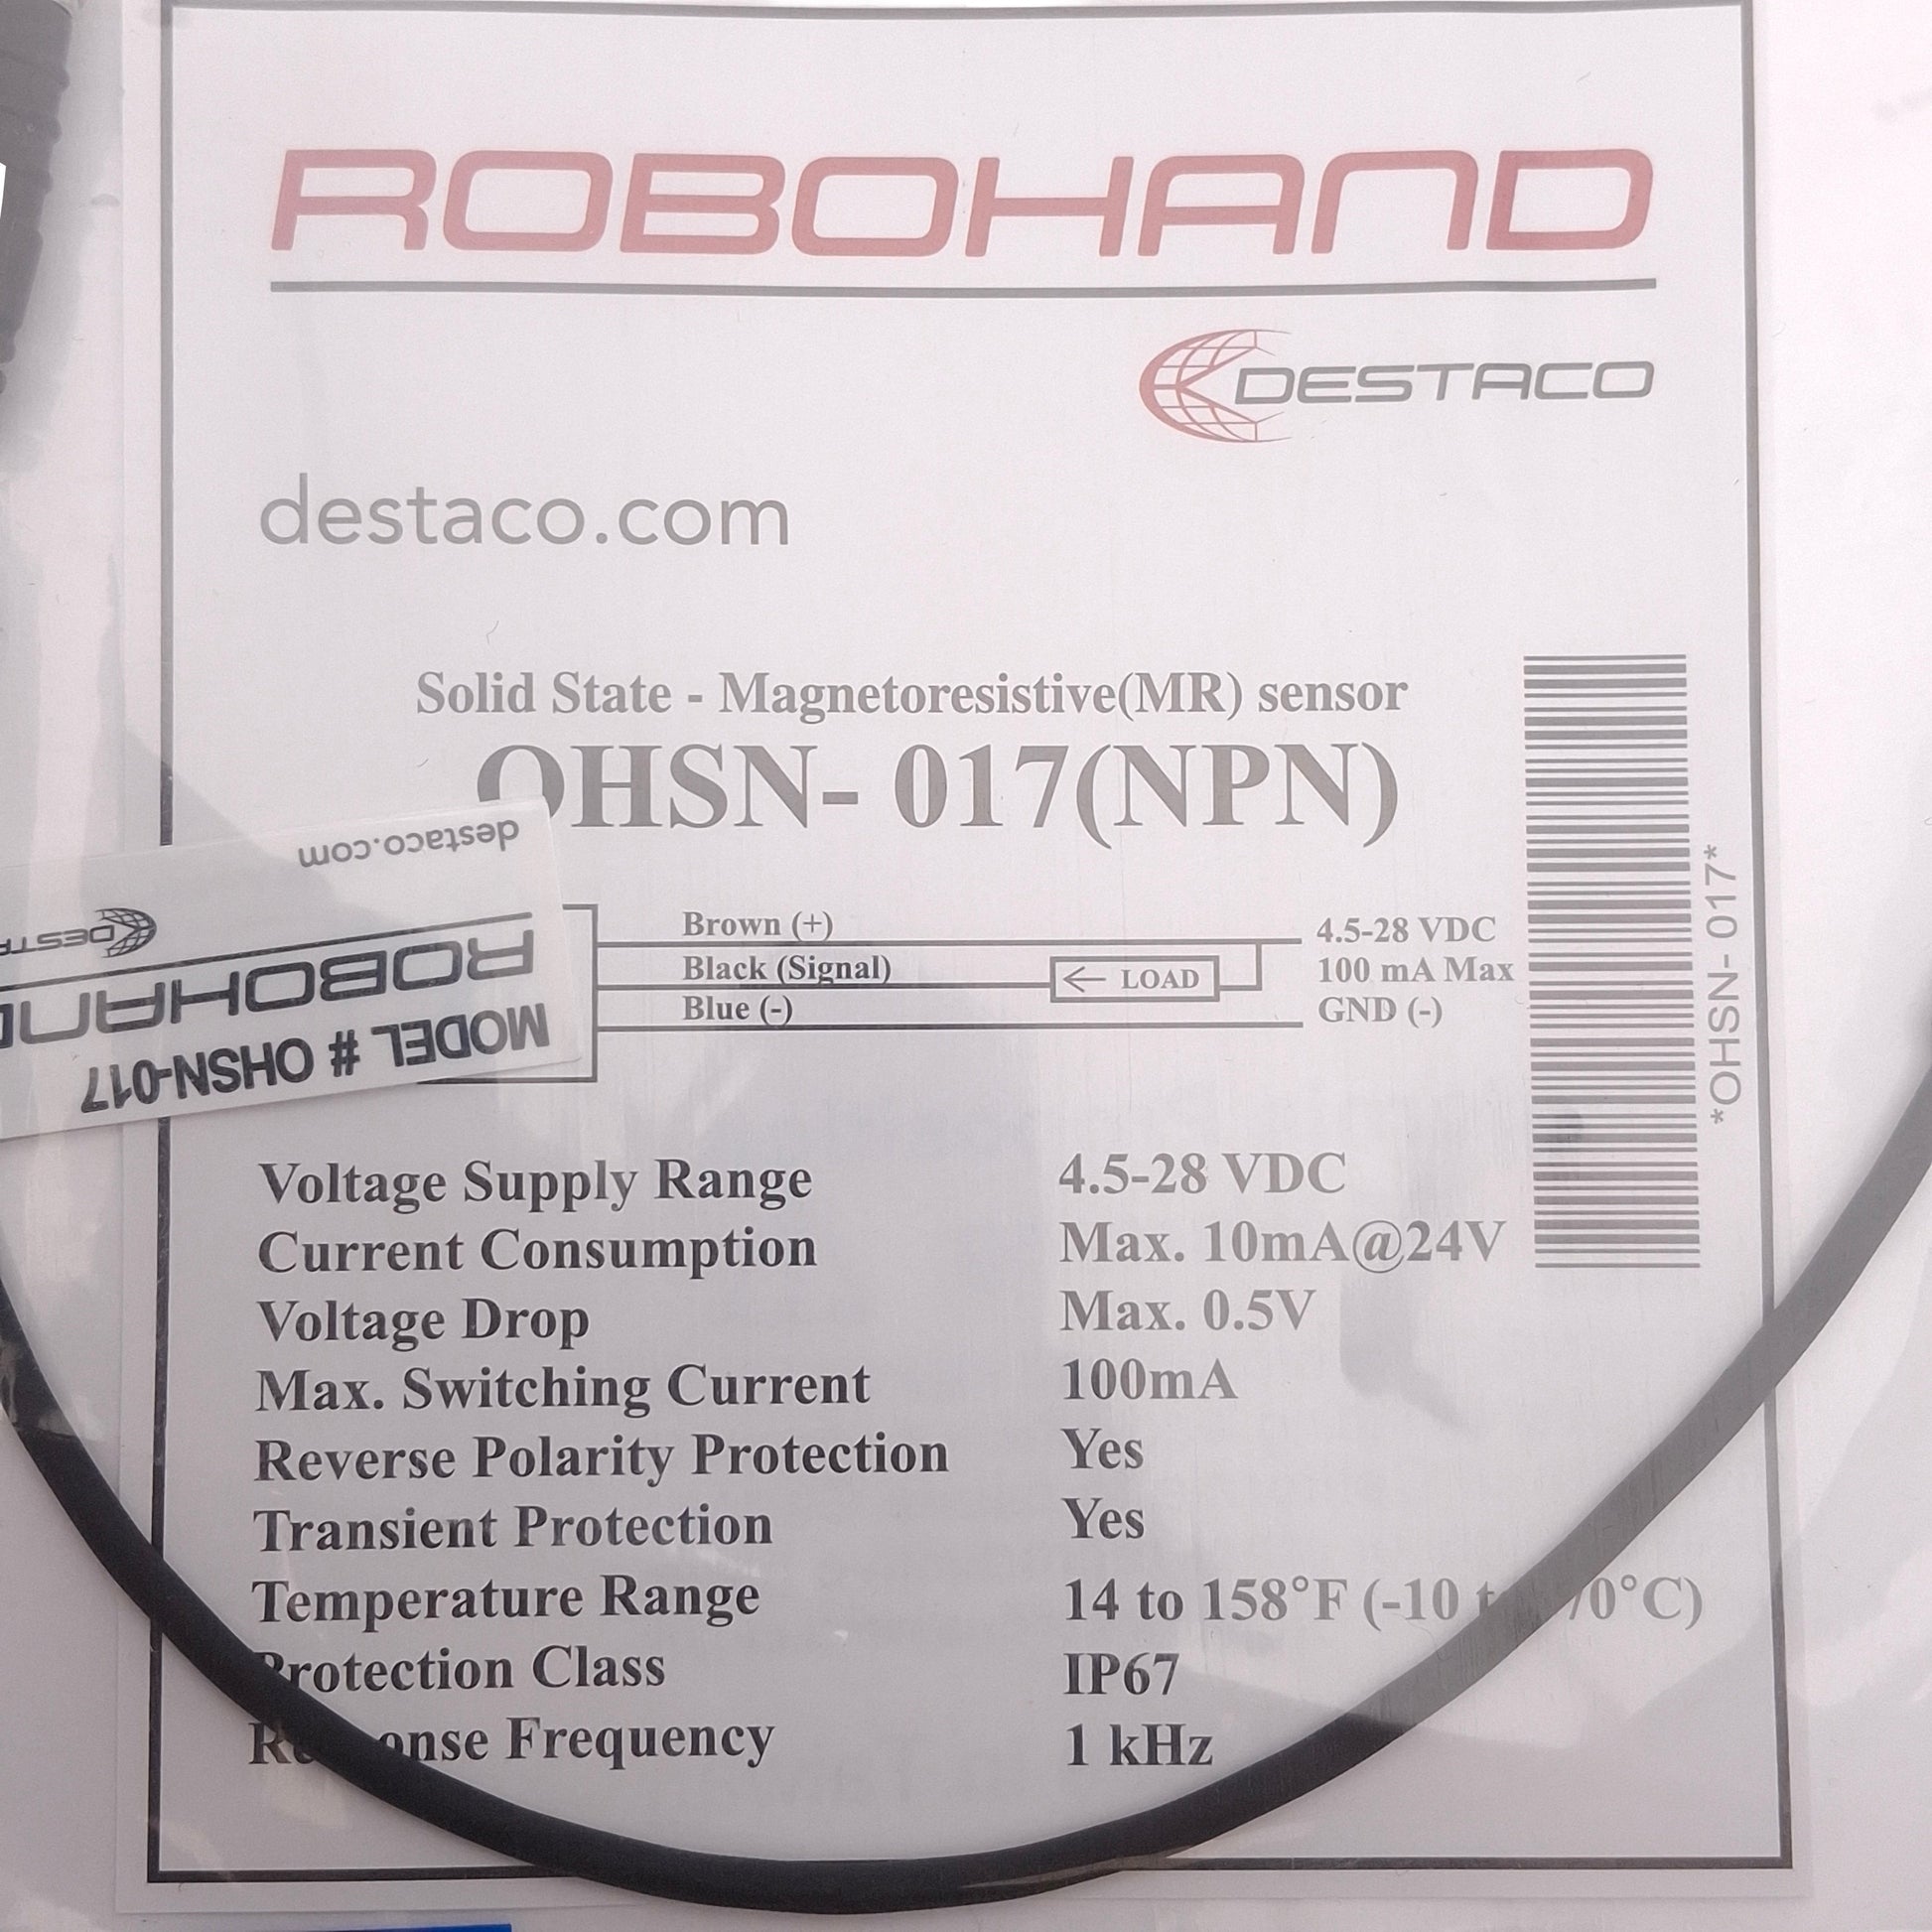 ROBOHAND
DESTACO
destaco.com
Solid State - Magnetoresistive(MR) sensor
OHSN- 017(NPN)
Brown (+) 4.5-28 VDC
Black (Signal) ← LOAD 100 mA Max
Blue (-) GND (-)
*OHSN- 017*
MODEL # OHSN-017
ROBOHAND
destaco.com
Voltage Supply Range 4.5-28 VDC
Current Consumption Max. 10mA@24V
Voltage Drop Max. 0.5V
Max. Switching Current 100mA
Reverse Polarity Protection Yes
Transient Protection Yes
Temperature Range 14 to 158°F (-10 t 70°C)
Protection Class IP67
Response Frequency 1 kHz